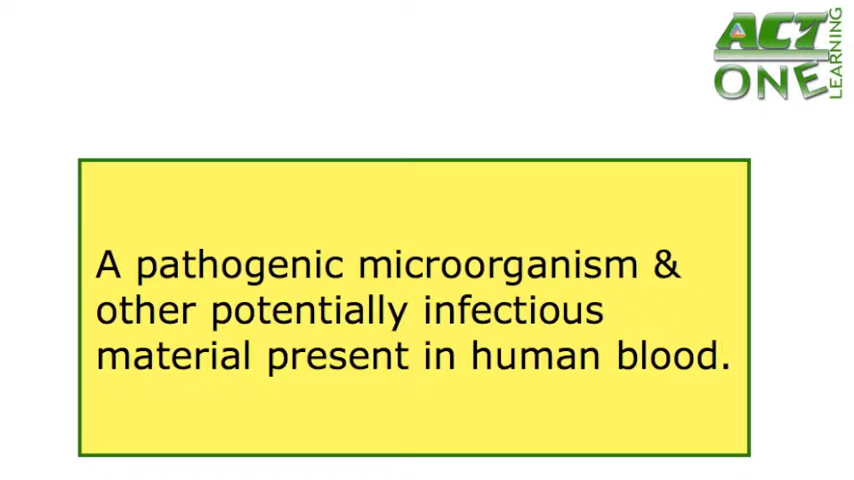 ACT
ONE
LEARNING
A pathogenic microorganism &
other potentially infectious
material present in human blood.